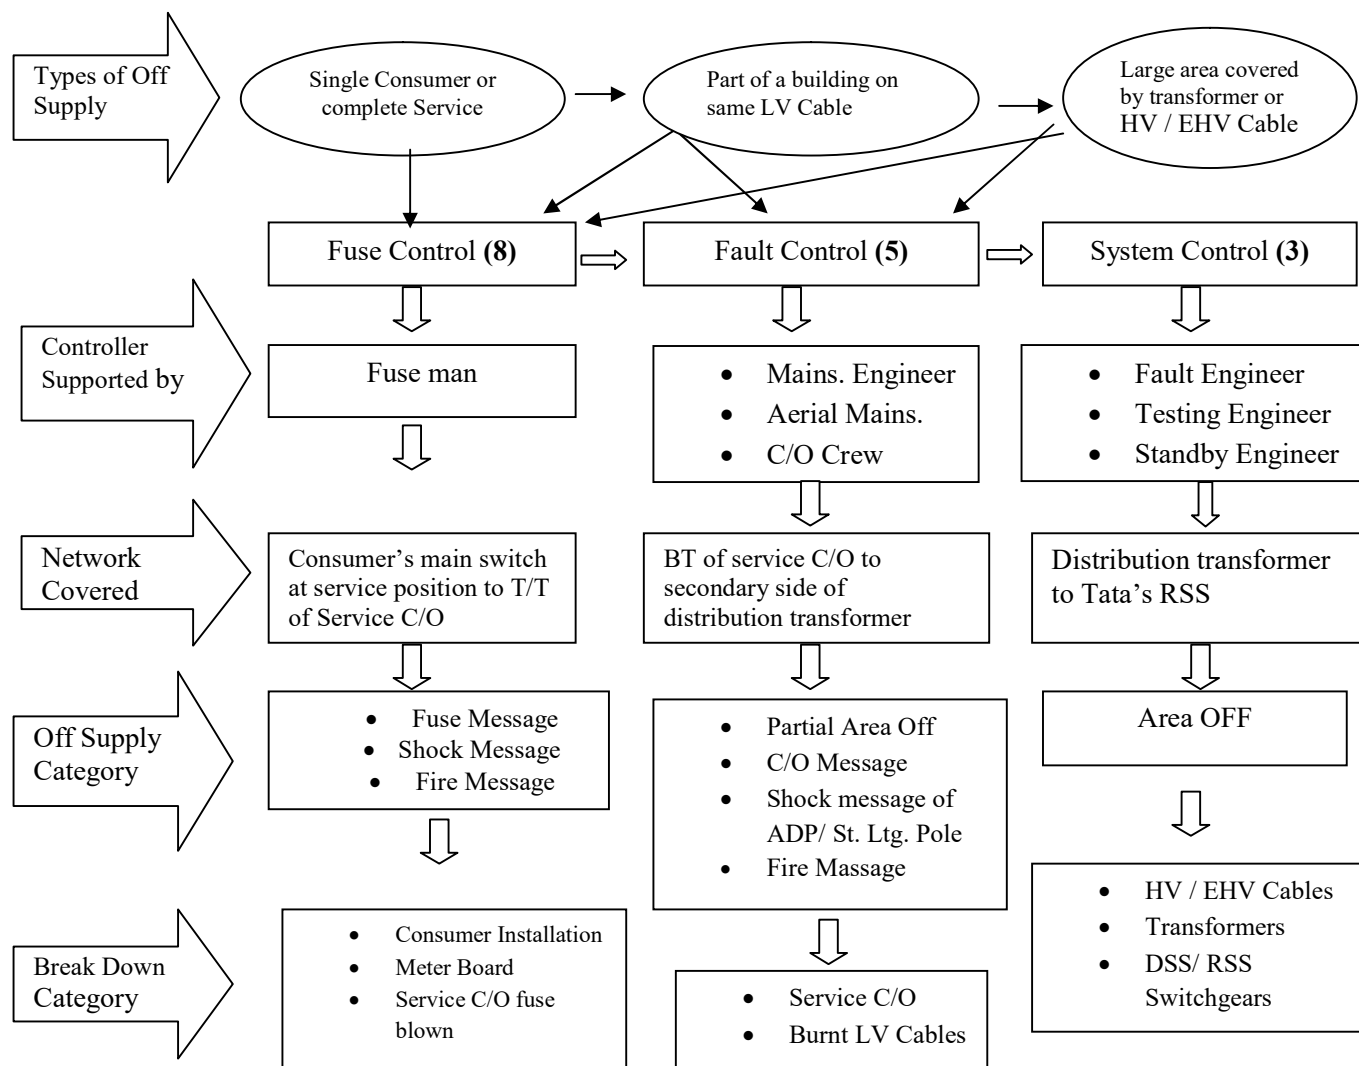 Types of Off
Supply
Single Consumer or
complete Service
Part of a building on
same LV Cable
Large area covered
by transformer or
HV / EHV Cable
Fuse Control (8)
Fault Control (5)
System Control (3)
Controller
Supported by
Fuse man
• Mains. Engineer
• Aerial Mains.
• C/O Crew
• Fault Engineer
• Testing Engineer
• Standby Engineer
Network
Covered
Consumer’s main switch
at service position to T/T
of Service C/O
BT of service C/O to
secondary side of
distribution transformer
Distribution transformer
to Tata’s RSS
Off Supply
Category
• Fuse Message
• Shock Message
• Fire Message
• Partial Area Off
• C/O Message
• Shock message of
ADP/ St. Ltg. Pole
• Fire Massage
Area OFF
Break Down
Category
• Consumer Installation
• Meter Board
• Service C/O fuse
blown
• Service C/O
• Burnt LV Cables
• HV / EHV Cables
• Transformers
• DSS/ RSS
Switchgears